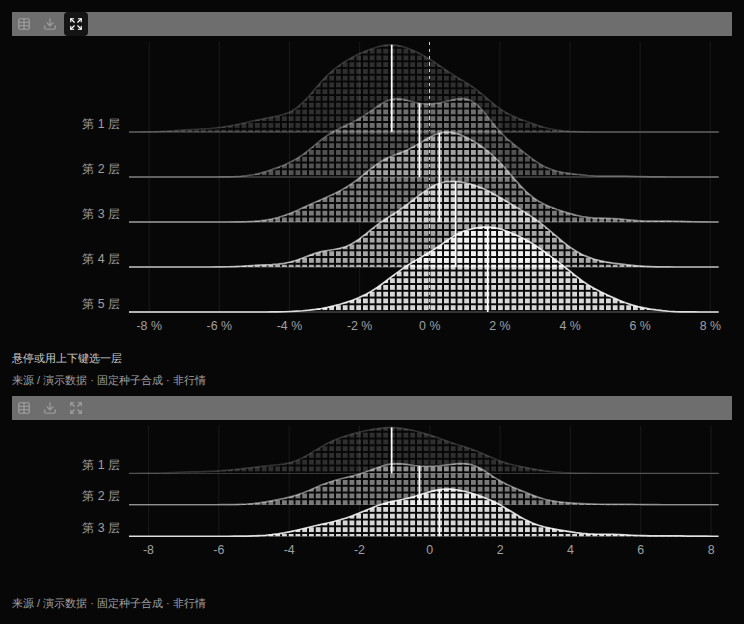 第 1 层
第 2 层
第 3 层
第 4 层
第 5 层
-8 % -6 % -4 % -2 % 0 % 2 % 4 % 6 % 8 %
悬停或用上下键选一层
来源 / 演示数据 · 固定种子合成 · 非行情
第 1 层
第 2 层
第 3 层
-8 -6 -4 -2 0 2 4 6 8
来源 / 演示数据 · 固定种子合成 · 非行情